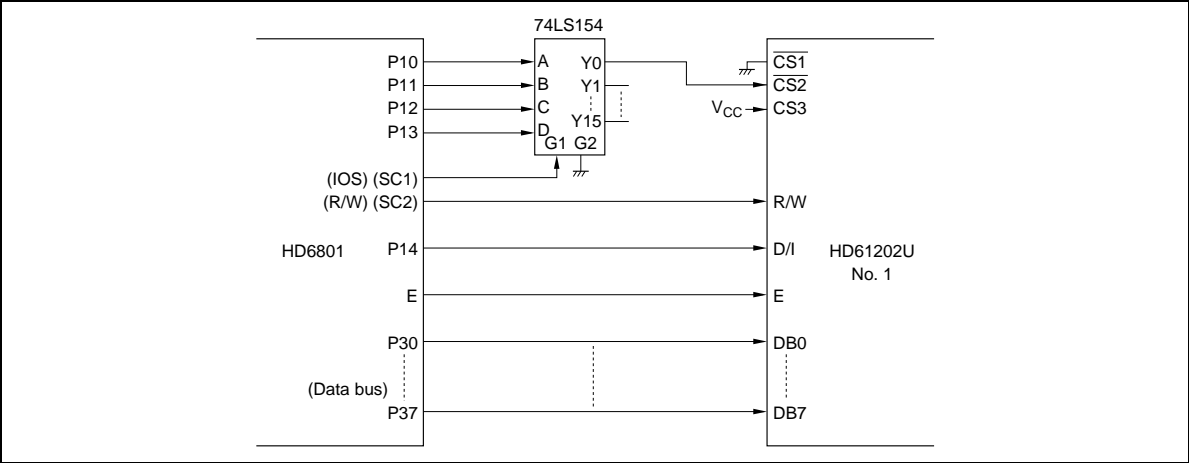 74LS154
P10 A Y0 CS1
P11 B Y1 CS2
P12 C VCC CS3
P13 D Y15
G1 G2
(IOS) (SC1)
(R/W) (SC2) R/W
HD6801 P14 D/I HD61202U
No. 1
E E
P30 DB0
(Data bus)
P37 DB7